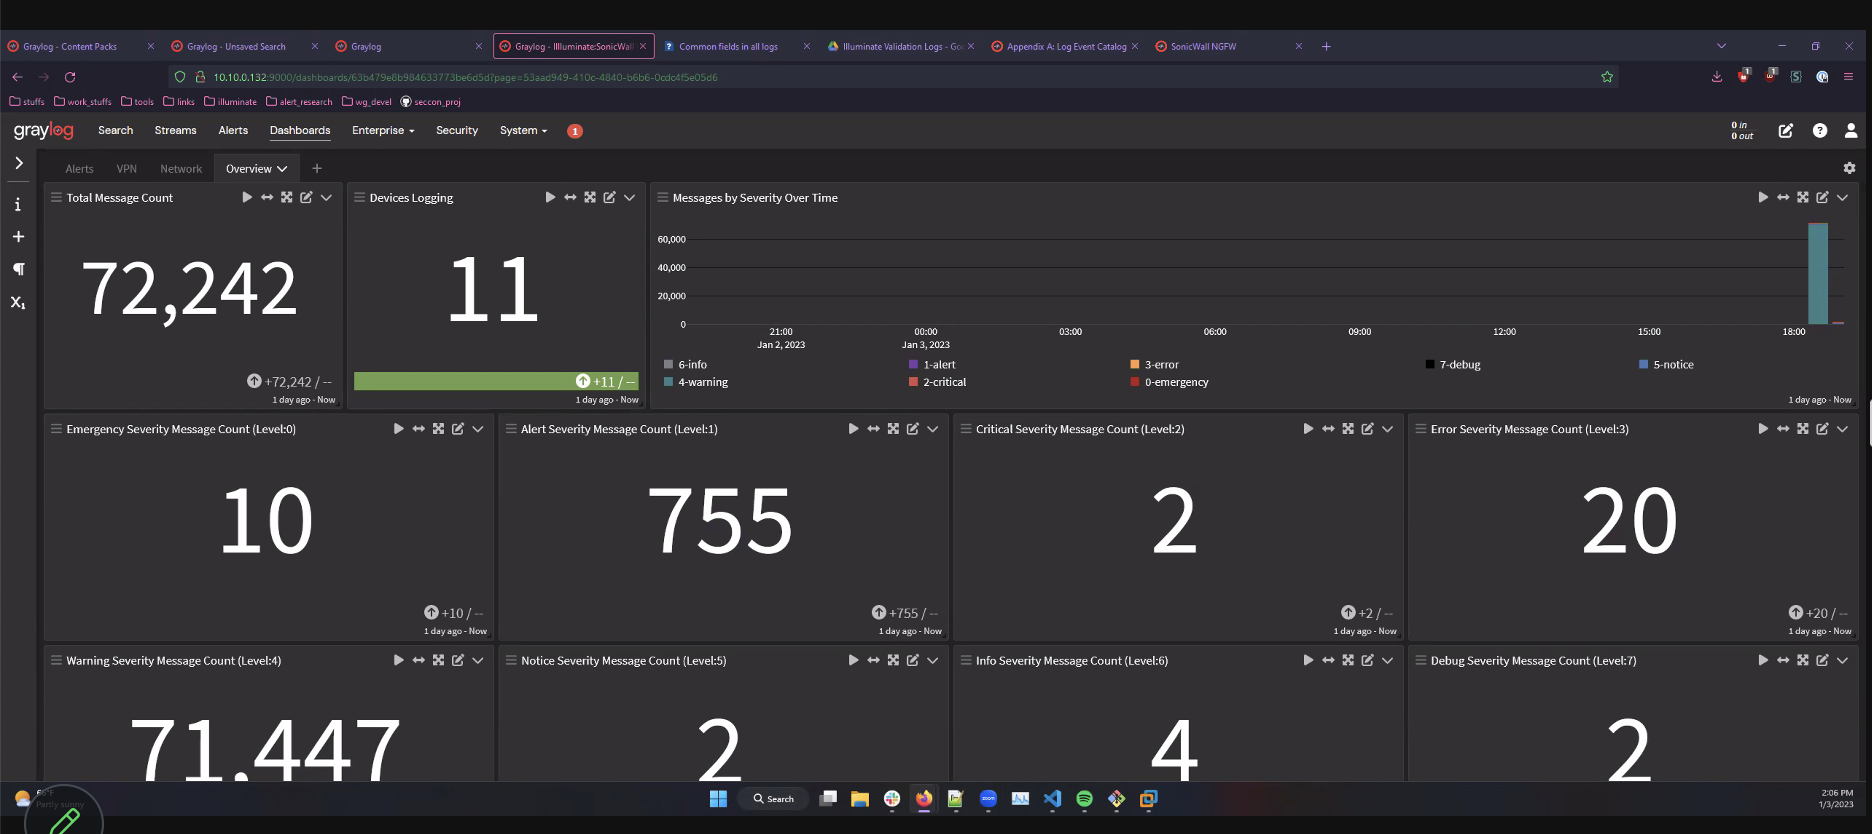 Graylog - Content Packs
Graylog - Unsaved Search
Graylog
Graylog - Illluminate:SonicWall
Common fields in all logs
Illuminate Validation Logs - Goo
Appendix A: Log Event Catalog
SonicWall NGFW
10.10.0.132:9000/dashboards/63b479e8b984633773be6d5d?page=53aad949-410c-4840-b6b6-0cdc4f5e05d6
1
1
stuffs
work_stuffs
tools
links
illuminate
alert_research
wg_devel
seccon_proj
graylog
Search
Streams
Alerts
Dashboards
Enterprise
Security
System
1
0 in
0 out
Alerts
VPN
Network
Overview
Total Message Count
72,242
+72,242 / --
1 day ago - Now
Devices Logging
11
+11 / --
1 day ago - Now
Messages by Severity Over Time
60,000
40,000
20,000
0
21:00
Jan 2, 2023
00:00
Jan 3, 2023
03:00
06:00
09:00
12:00
15:00
18:00
6-info
1-alert
3-error
7-debug
5-notice
4-warning
2-critical
0-emergency
1 day ago - Now
Emergency Severity Message Count (Level:0)
10
+10 / --
1 day ago - Now
Alert Severity Message Count (Level:1)
755
+755 / --
1 day ago - Now
Critical Severity Message Count (Level:2)
2
+2 / --
1 day ago - Now
Error Severity Message Count (Level:3)
20
+20 / --
1 day ago - Now
Warning Severity Message Count (Level:4)
71,447
Notice Severity Message Count (Level:5)
2
Info Severity Message Count (Level:6)
4
Debug Severity Message Count (Level:7)
2
Partly sunny
Search
zoom
2:06 PM
1/3/2023